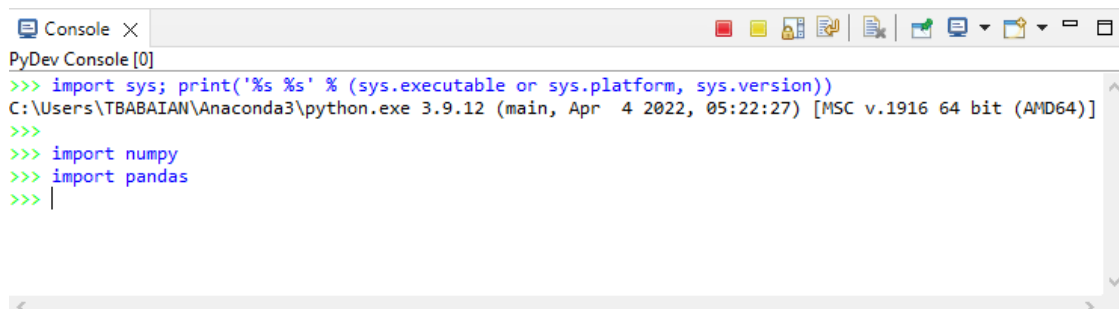 Console
PyDev Console [0]
>>> import sys; print('%s %s' % (sys.executable or sys.platform, sys.version))
C:\Users\TBABAIAN\Anaconda3\python.exe 3.9.12 (main, Apr  4 2022, 05:22:27) [MSC v.1916 64 bit (AMD64)]
>>>
>>> import numpy
>>> import pandas
>>>